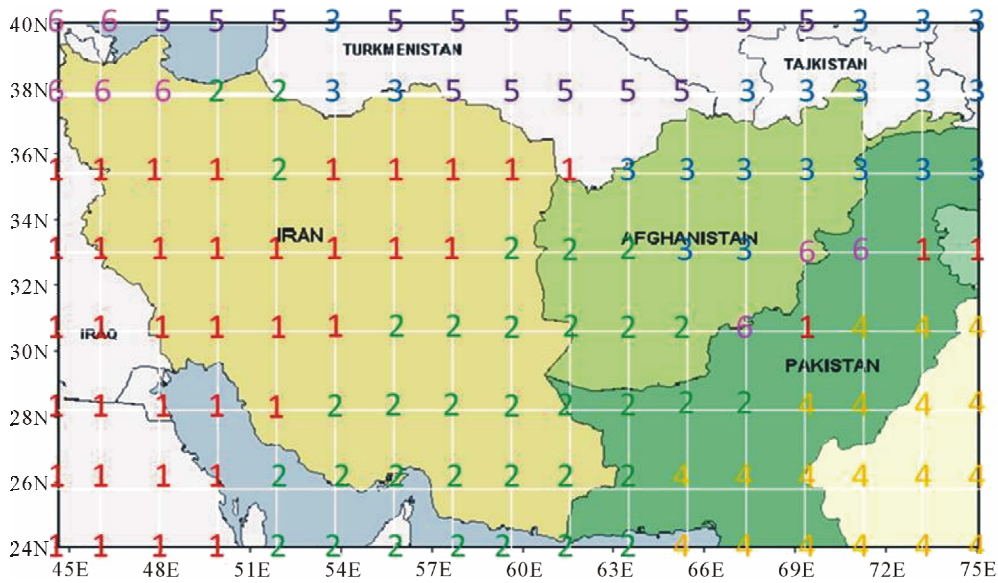 40N 6 6 5 5 5 3 5 5 5 5 5 5 5 5 3 3 3
TURKMENISTAN
TAJKISTAN
38N 6 6 6 2 2 3 3 5 5 5 5 5 3 3 3 3 3
36N
1 1 1 1 2 1 1 1 1 1 3 3 3 3 3 3 3
34N
IRAN
AFGHANISTAN
1 1 1 1 1 1 1 1 2 2 2 3 3 6 6 1 1
32N
1 1 1 1 1 1 2 2 2 2 2 2 6 1 4 4 4
IRAQ
30N
PAKISTAN
28N 1 1 1 1 1 2 2 2 2 2 2 2 2 4 4 4 4
26N 1 1 1 1 2 2 2 2 2 2 2 4 4 4 4 4 4
24N 1 1 1 1 2 2 2 2 2 2 2 4 4 4 4 4 4
45E 48E 51E 54E 57E 60E 63E 66E 69E 72E 75E